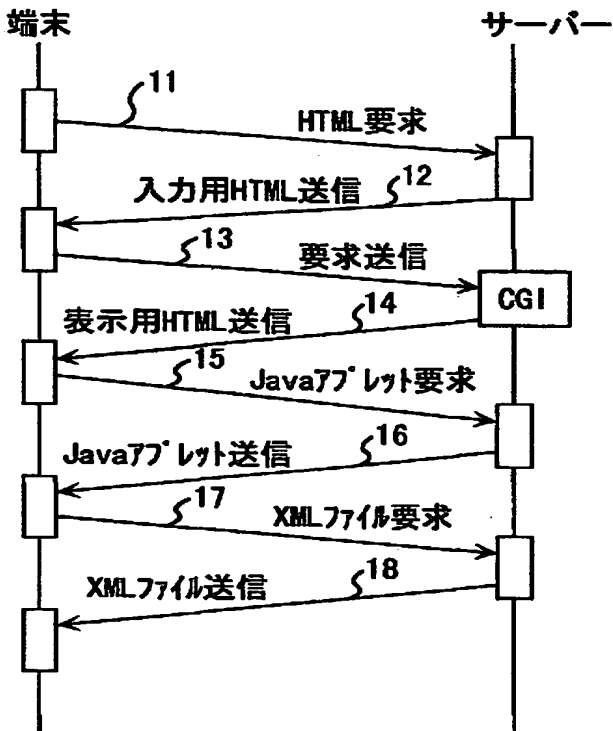 端末
サーバー
11
HTML要求
12
入力用HTML送信
13
要求送信
CGI
14
表示用HTML送信
15
Javaアプレット要求
16
Javaアプレット送信
17
XMLファイル要求
18
XMLファイル送信